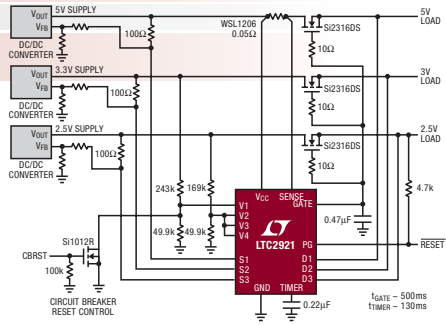 5V SUPPLY
VOUT
VFB
DC/DC
CONVERTER
100Ω
WSL1206
0.05Ω
Si2316DS
10Ω
5V
LOAD
3.3V SUPPLY
VOUT
VFB
DC/DC
CONVERTER
100Ω
Si2316DS
10Ω
3V
LOAD
2.5V SUPPLY
VOUT
VFB
DC/DC
CONVERTER
100Ω
Si2316DS
10Ω
2.5V
LOAD
243k
169k
49.9k
49.9k
4.7k
VCC
SENSE
GATE
V1
V2
V3
V4
LTC2921
PG
S1
S2
S3
D1
D2
D3
GND
TIMER
0.47µF
0.22µF
RESET
Si1012R
CBRST
100k
CIRCUIT BREAKER
RESET CONTROL
tGATE ~ 500ms
tTIMER ~ 130ms